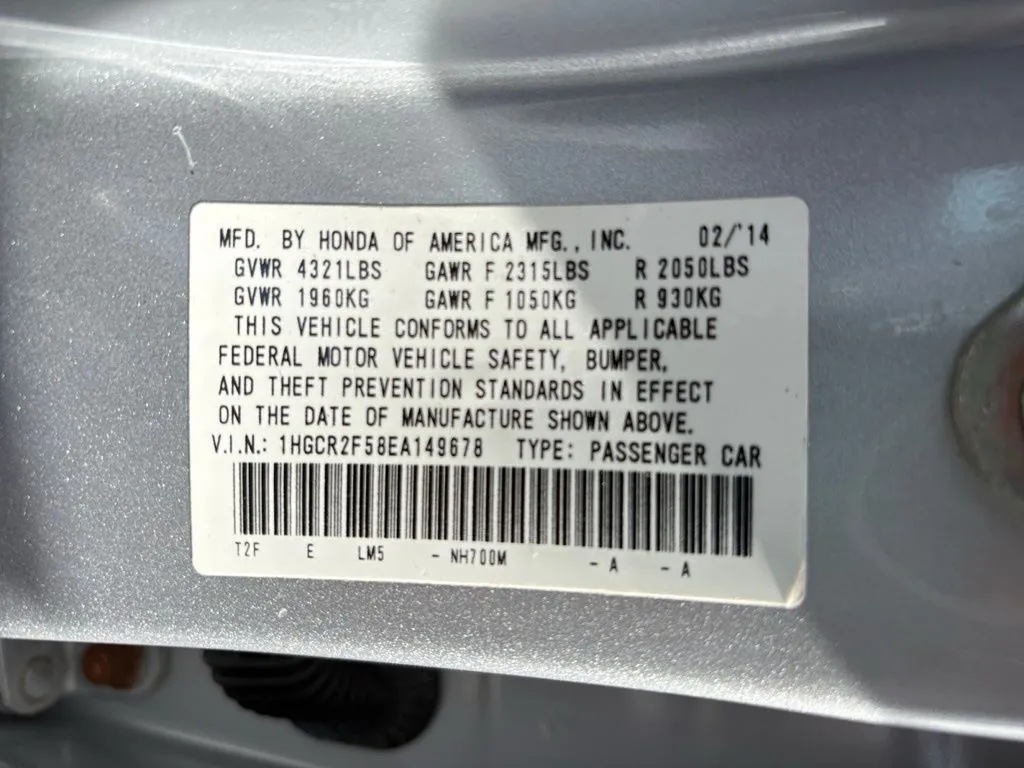 MFD. BY HONDA OF AMERICA MFG., INC. 02/'14
GVWR 4321LBS GAWR F 2315LBS R 2050LBS
GVWR 1960KG GAWR F 1050KG R 930KG
THIS VEHICLE CONFORMS TO ALL APPLICABLE
FEDERAL MOTOR VEHICLE SAFETY, BUMPER,
AND THEFT PREVENTION STANDARDS IN EFFECT
ON THE DATE OF MANUFACTURE SHOWN ABOVE.
V.I.N.: 1HGCR2F58EA149678 TYPE: PASSENGER CAR
T2F E LM5 - NH700M - A - A